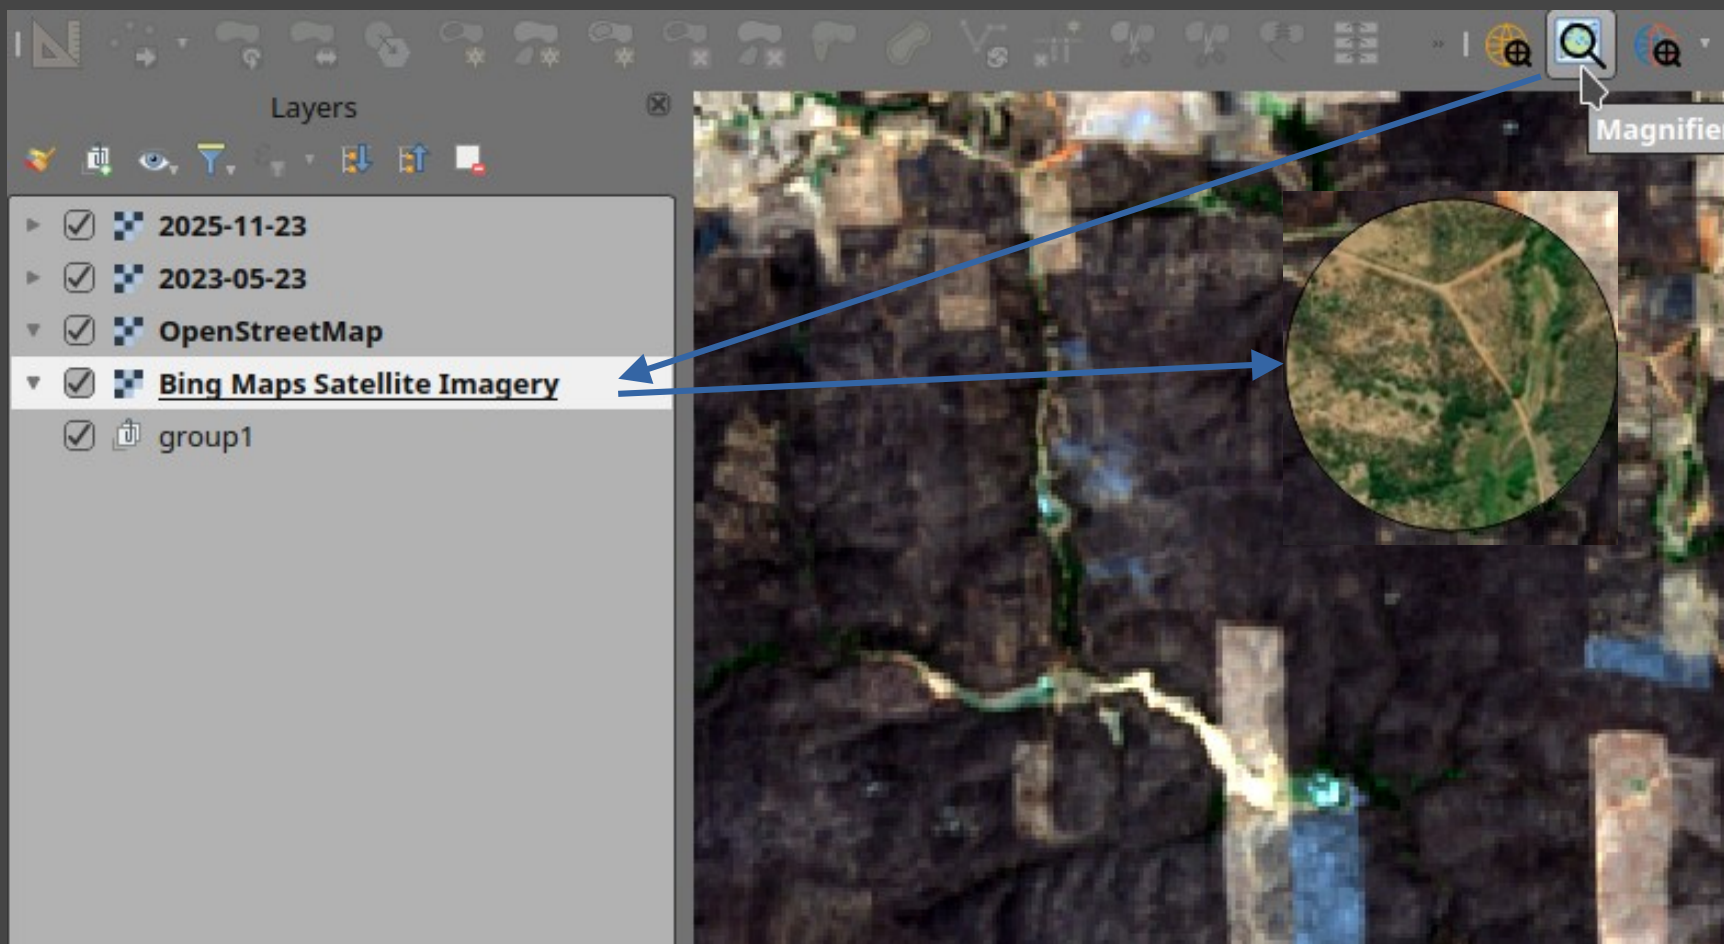 Layers
Magnifie
2025-11-23
2023-05-23
OpenStreetMap
Bing Maps Satellite Imagery
group1